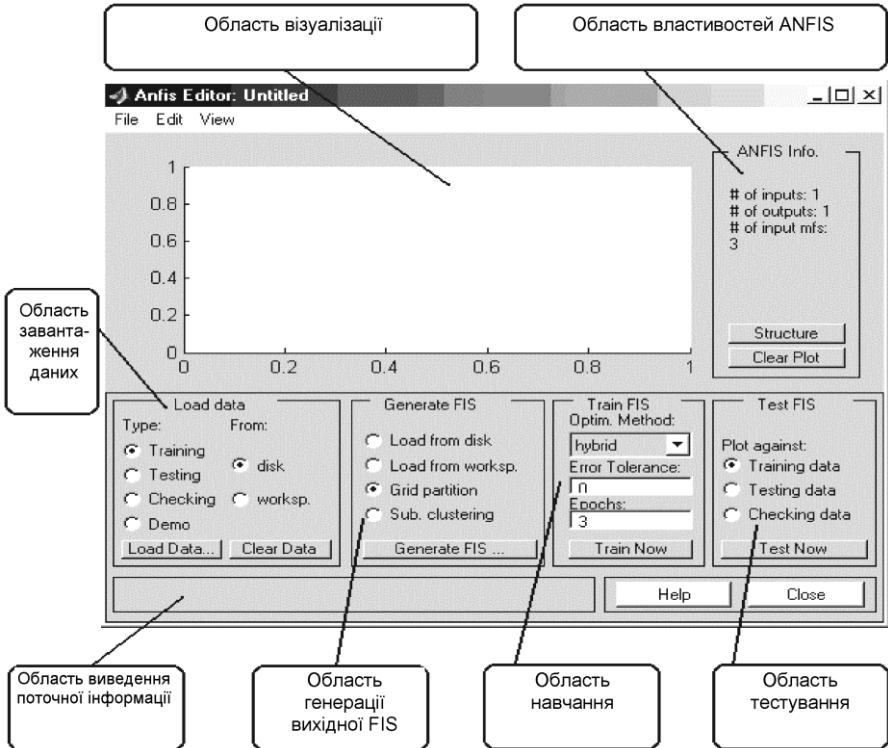 Область візуалізації
Область властивостей ANFIS
Anfis Editor: Untitled
File Edit View
ANFIS Info.
# of inputs: 1
# of outputs: 1
# of input mfs:
3
Structure
Clear Plot
1
0.8
0.6
0.4
0.2
0
0 0.2 0.4 0.6 0.8 1
Область
заванта-
ження
даних
Load data
Type: From:
Training
Testing
Checking
Demo
disk
worksp.
Load Data... Clear Data
Generate FIS
Load from disk
Load from worksp.
Grid partition
Sub. clustering
Generate FIS ...
Train FIS
Optim. Method:
hybrid
Error Tolerance:
0
Epochs:
3
Train Now
Test FIS
Plot against:
Training data
Testing data
Checking data
Test Now
Help Close
Область виведення
поточної інформації
Область
генерації
вихідної FIS
Область
навчання
Область
тестування